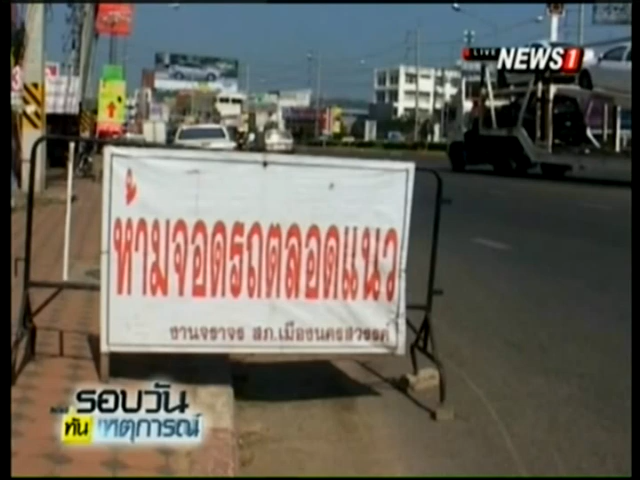 LIVE NEWS1
ห้ามจอดรถตลอดแนว
งานจราจร สภ.เมืองนครสวรรค์
รอบวัน
ทัน เหตุการณ์